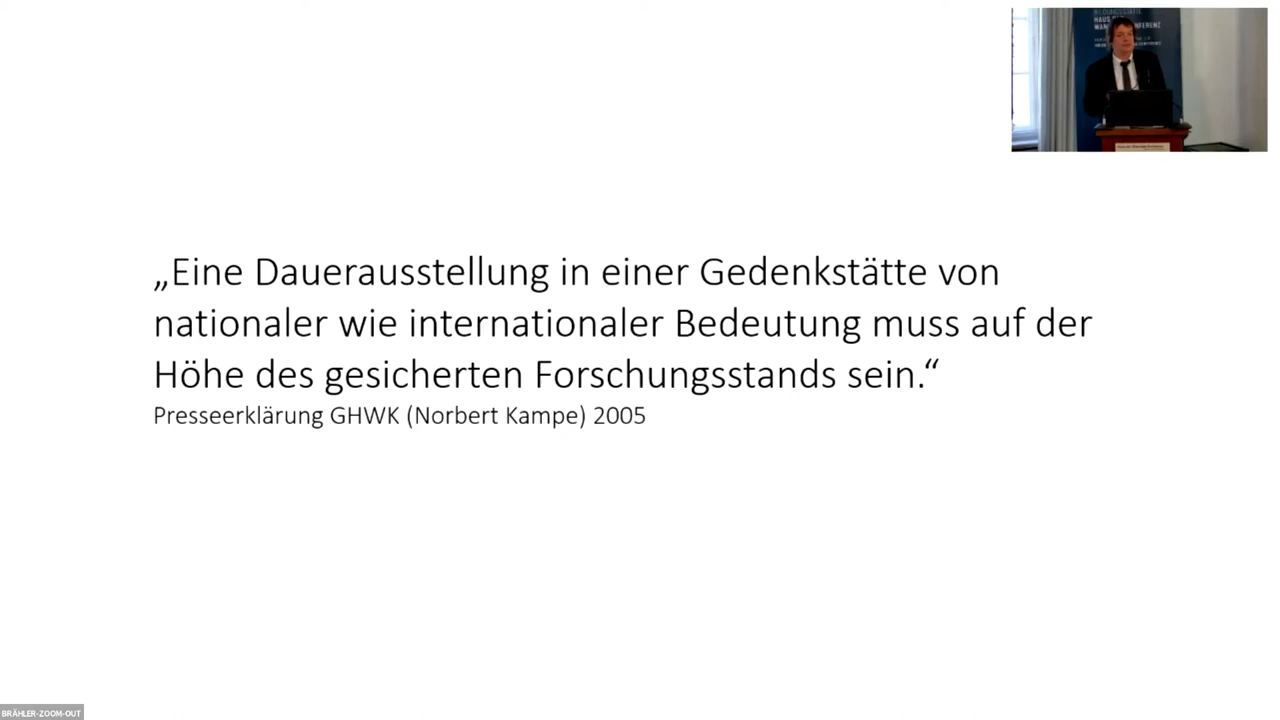 BILDUNGSSTÄTTE
„Eine Dauerausstellung in einer Gedenkstätte von
nationaler wie internationaler Bedeutung muss auf der
Höhe des gesicherten Forschungsstands sein.“
Presseerklärung GHWK (Norbert Kampe) 2005
BRÄHLER-ZOOM-OUT